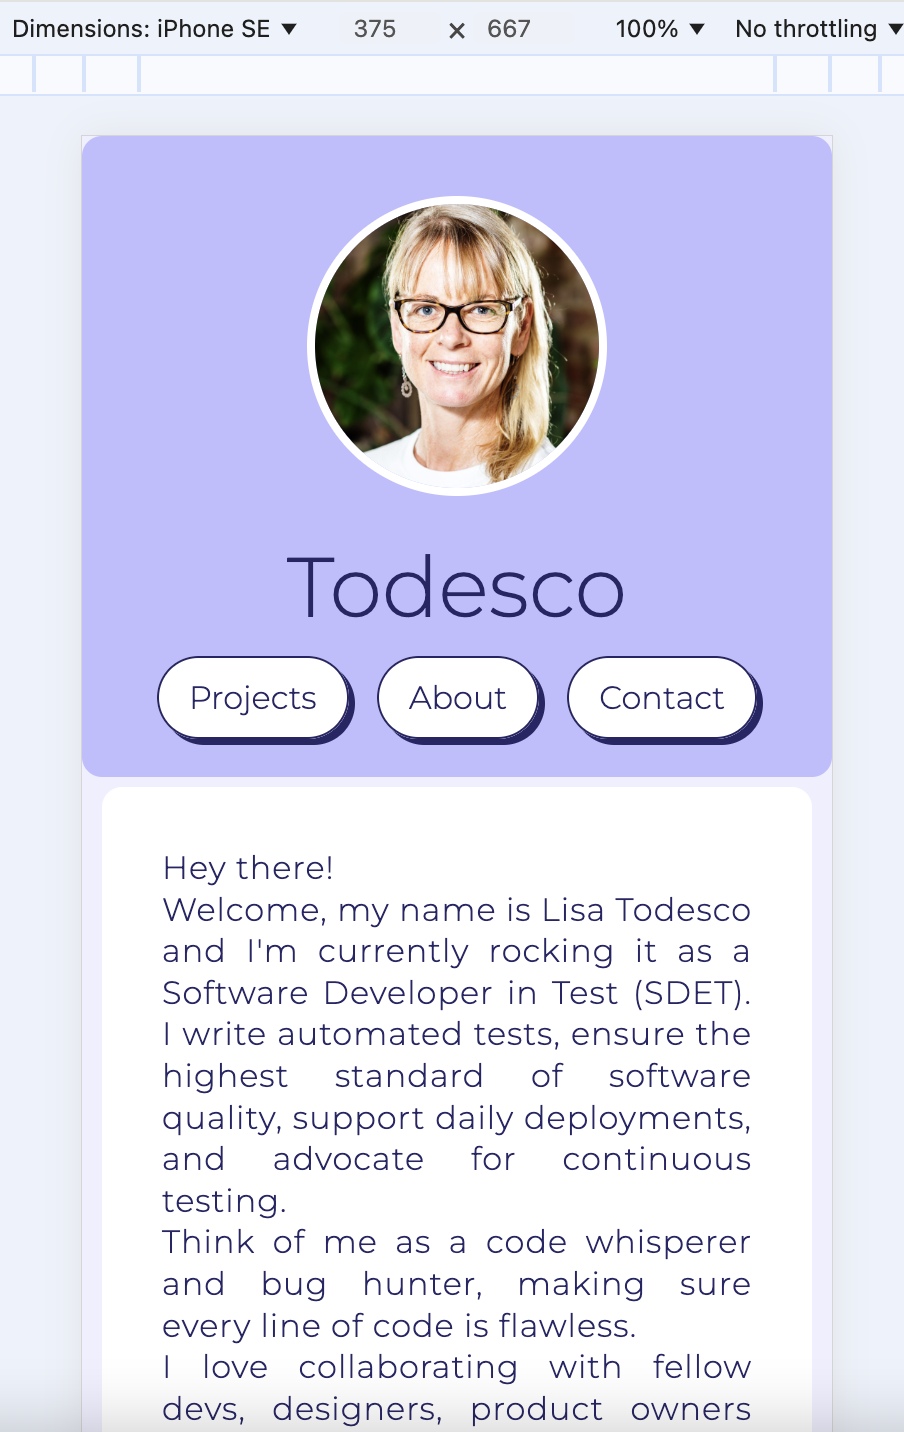 Dimensions: iPhone SE ▼ 375 × 667 100% ▼ No throttling ▼
Todesco
Projects About Contact
Hey there!
Welcome, my name is Lisa Todesco
and I'm currently rocking it as a
Software Developer in Test (SDET).
I write automated tests, ensure the
highest standard of software
quality, support daily deployments,
and advocate for continuous
testing.
Think of me as a code whisperer
and bug hunter, making sure
every line of code is flawless.
I love collaborating with fellow
devs, designers, product owners